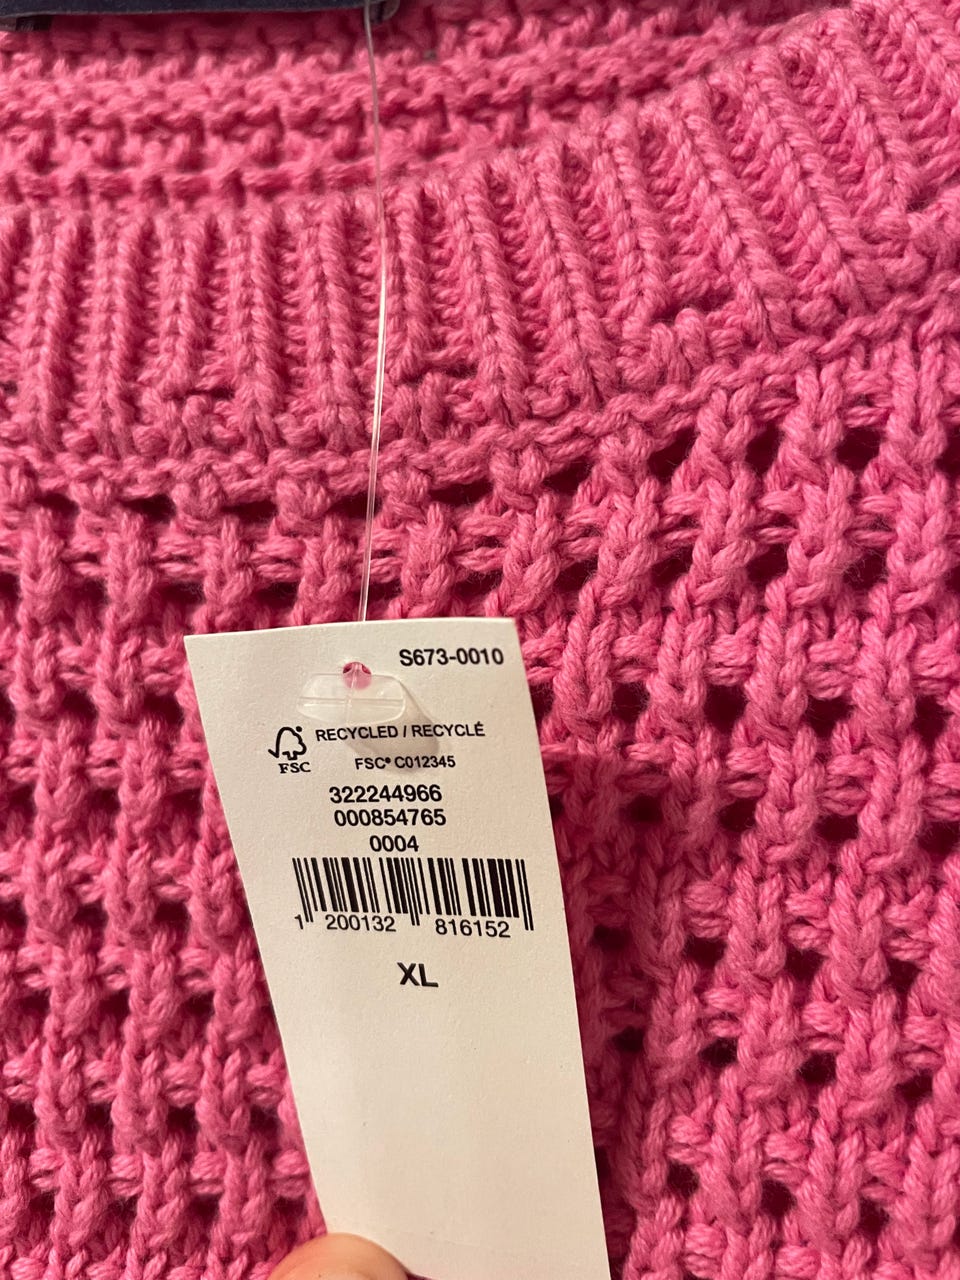 S673-0010
RECYCLED / RECYCLÉ
FSC
FSC® C012345
322244966
000854765
0004
1 200132 816152
XL